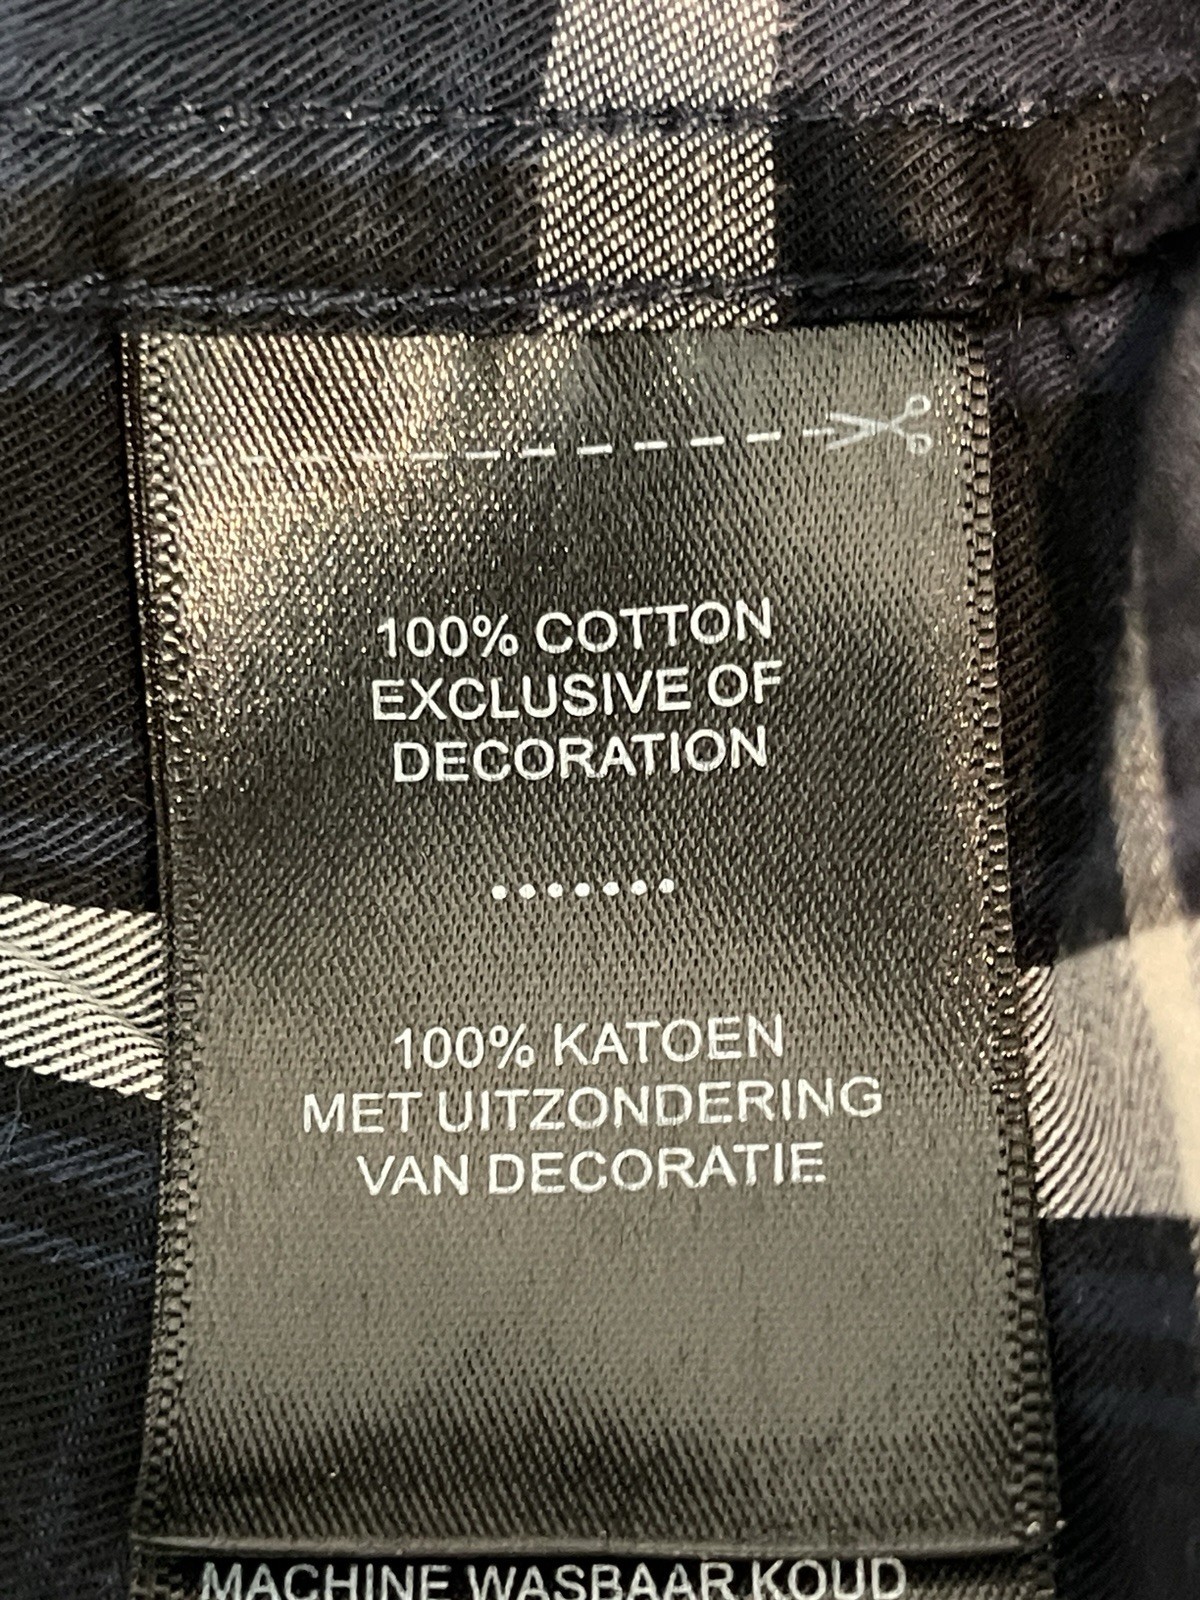 100% COTTON
EXCLUSIVE OF
DECORATION
100% KATOEN
MET UITZONDERING
VAN DECORATIE
MACHINE WASBAAR KOUD